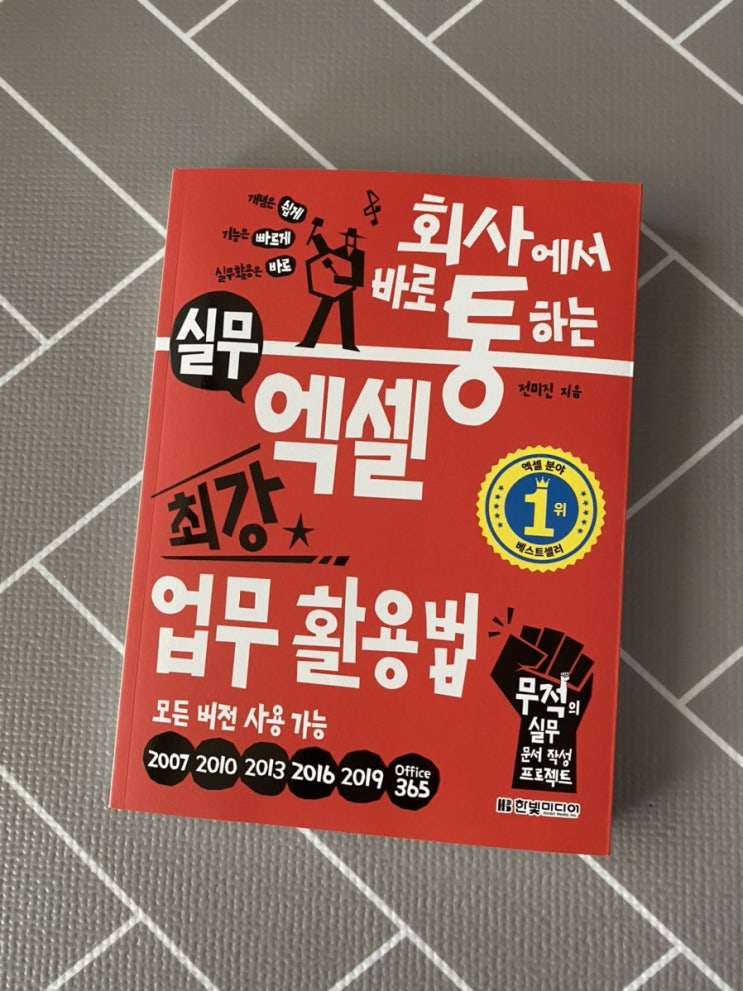 개념은 쉽게
기능은 빠르게
실무활용은 바로
회사에서
바로 통하는
실무
엑셀
전미진 지음
최강
엑셀 분야
1위
베스트셀러
업무 활용법
모든 버전 사용 가능
2007 2010 2013 2016 2019 Office 365
무적의
실무
문서 작성
프로젝트
HB 한빛미디어
Hanbit Media, Inc.